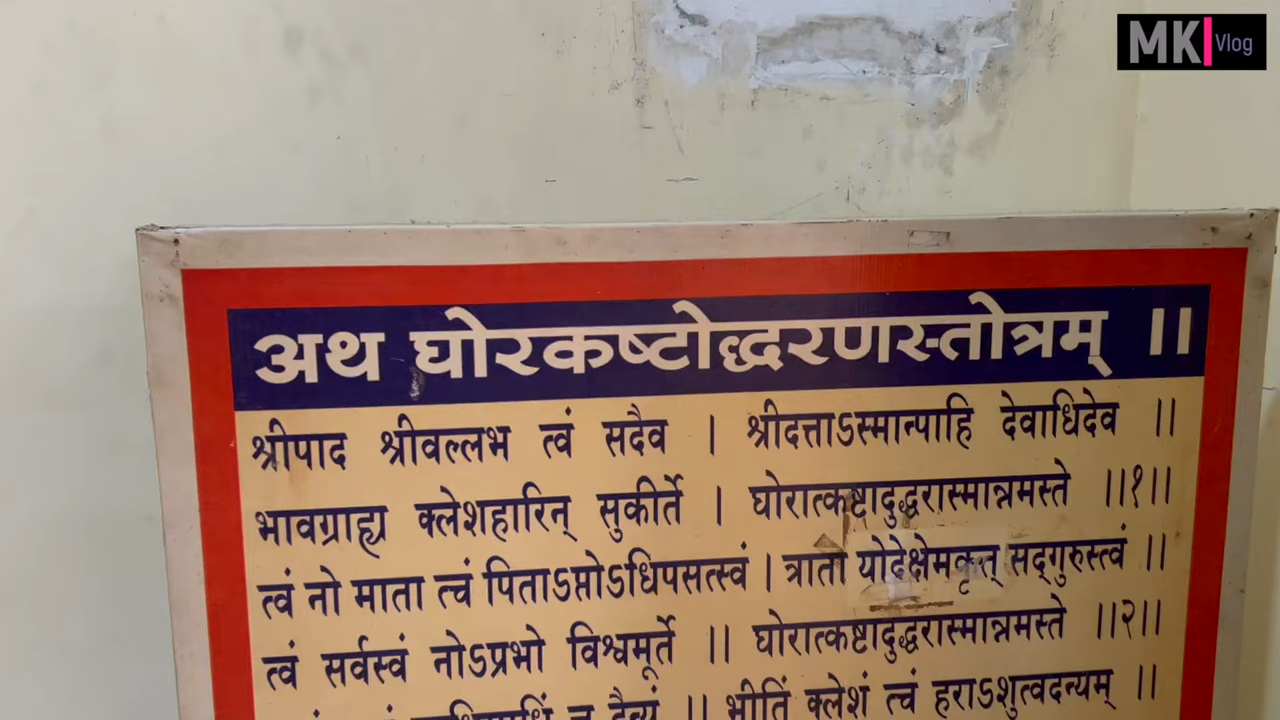 MK Vlog
अथ घोरकष्टोद्धरणस्तोत्रम् ।।
श्रीपाद श्रीवल्लभ त्वं सदैव । श्रीदत्ताऽस्मान्पाहि देवाधिदेव ।।
भावग्राह्य क्लेशहारिन् सुकीर्ते । घोरात्कष्टादुद्धरास्मान्नमस्ते ।।१।।
त्वं नो माता त्वं पिताऽप्तोऽधिपसत्स्वं । त्राता योदेक्षेमकृत् सद्‌गुरुस्त्वं ।।
त्वं सर्वस्वं नोऽप्रभो विश्वमूर्ते ।। घोरात्कष्टादुद्धरास्मान्नमस्ते ।।२।।
दैन्यं ।। भीतिं क्लेशं त्वं हराऽशुत्वदन्यम् ।।